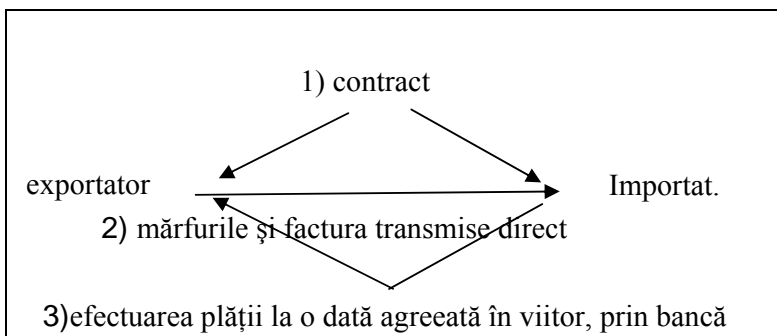 1) contract
exportator Importat.
2) mărfurile şi factura transmise direct
3)efectuarea plăţii la o dată agreeată în viitor, prin bancă